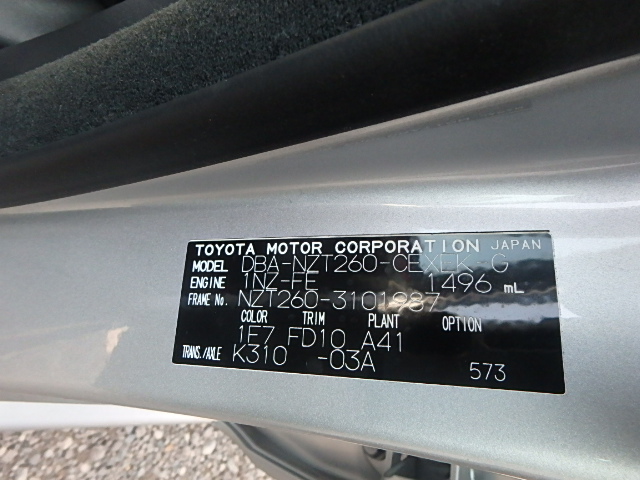 TOYOTA MOTOR CORPORATION JAPAN
MODEL DBA-NZT260-CEXEK G
ENGINE 1NZ-FE 1496 mL
FRAME No. NZT260-3101987
COLOR TRIM PLANT OPTION
1F7 FD10 A41
TRANS./AXLE K310 -03A
573